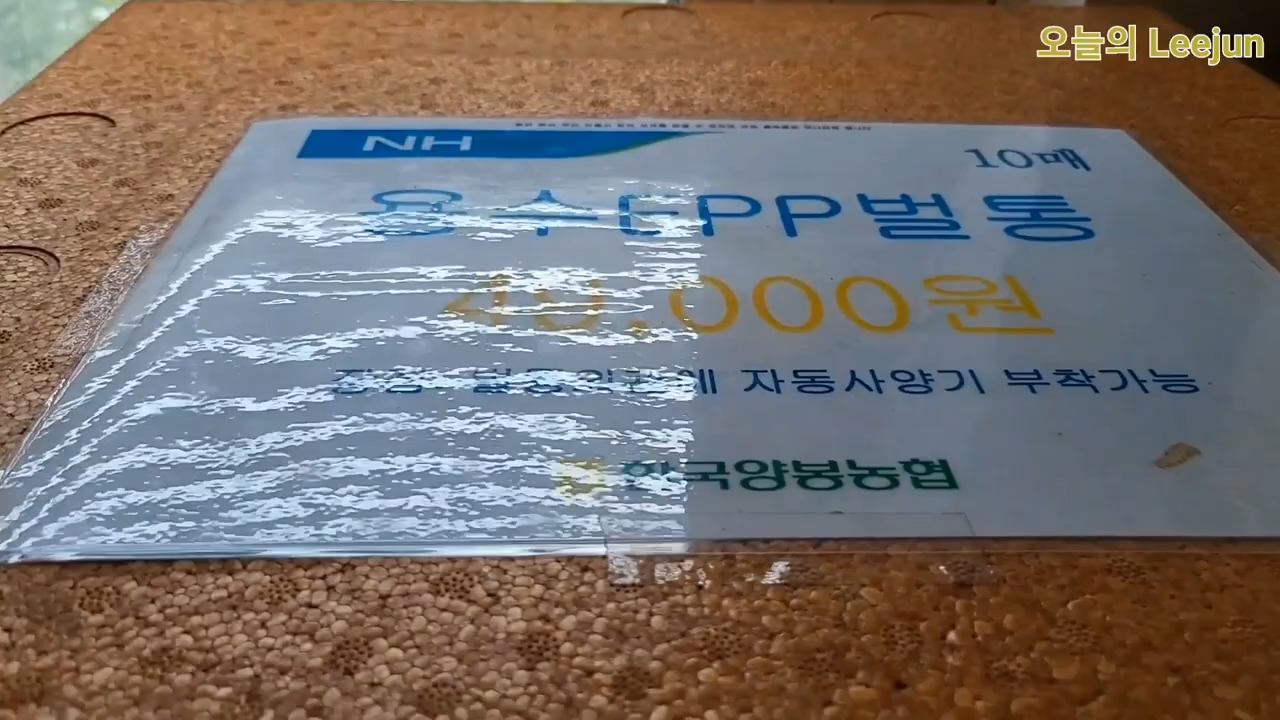 오늘의 Leejun
NH
10매
용수EPP벌통
,000원
자동사양기 부착가능
한국양봉농협